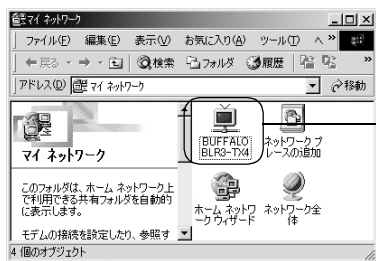 マイ ネットワーク
ファイル(F) 編集(E) 表示(V) お気に入り(A) ツール(T) ヘ »
戻る 検索 フォルダ 履歴 »
アドレス(D) マイ ネットワーク 移動
マイ ネットワーク
このフォルダは、ホーム ネットワーク上
で利用できる共有フォルダを自動的
に表示します。
モデムの接続を設定したり、参照す
BUFFALO
BLR3-TX4
ネットワーク プ
レースの追加
ホーム ネットワ
ーク ウィザード
ネットワーク全
体
4 個のオブジェクト